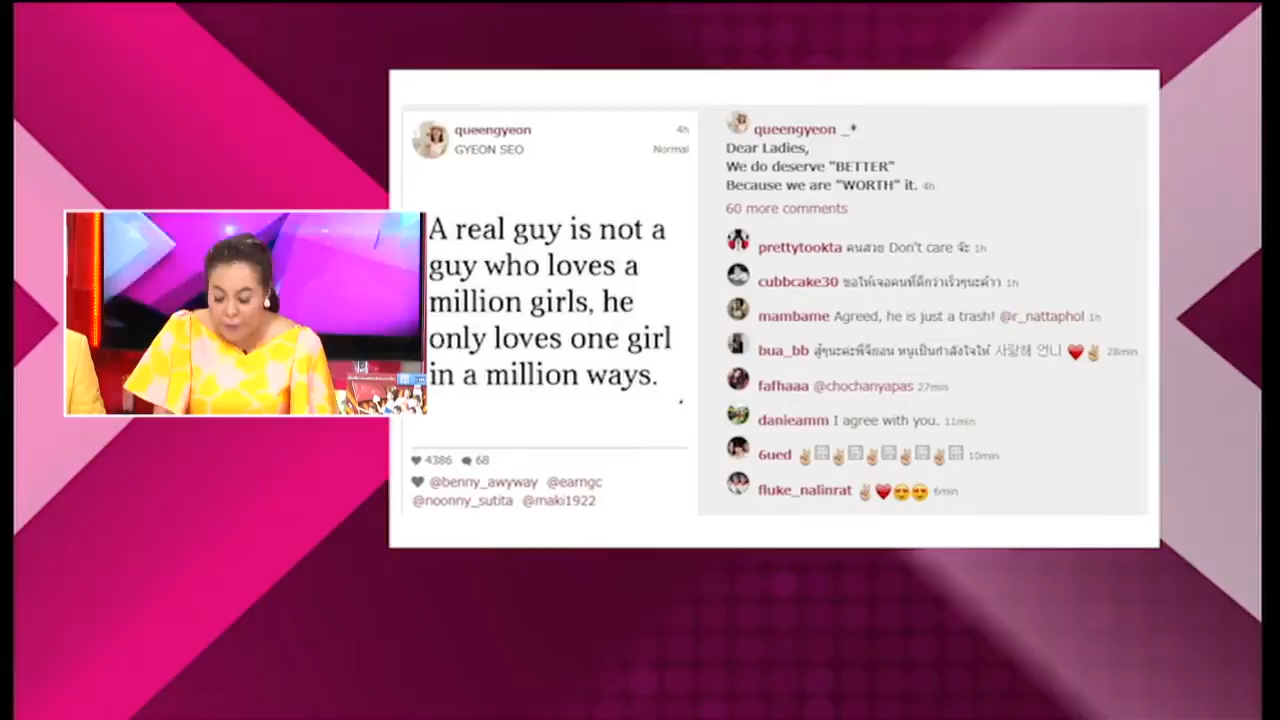 queengyeon
4h
GYEON SEO
Normal
A real guy is not a
guy who loves a
million girls, he
only loves one girl
in a million ways.
4386 68
@benny_awyway @earngc
@noonny_sutita @maki1922
queengyeon _*
Dear Ladies,
We do deserve "BETTER"
Because we are "WORTH" it. 4h
60 more comments
prettytookta คนสวย Don't care จ้ะ 1h
cubbcake30 ขอให้เจอคนที่ดีกว่าเร็วๆนะค้าา 1h
mambame Agreed, he is just a trash! @r_nattaphol 1h
bua_bb สู้ๆนะค่ะพี่จียอน หนูเป็นกำลังใจให้ 사랑해 언니 ❤️✌🏼 28min
fafhaaa @chochanyapas 27min
danieamm I agree with you. 11min
6ued ✌🏼✌🏼✌🏼✌🏼✌🏼 10min
fluke_nalinrat ✌🏼❤️😍😍 6min